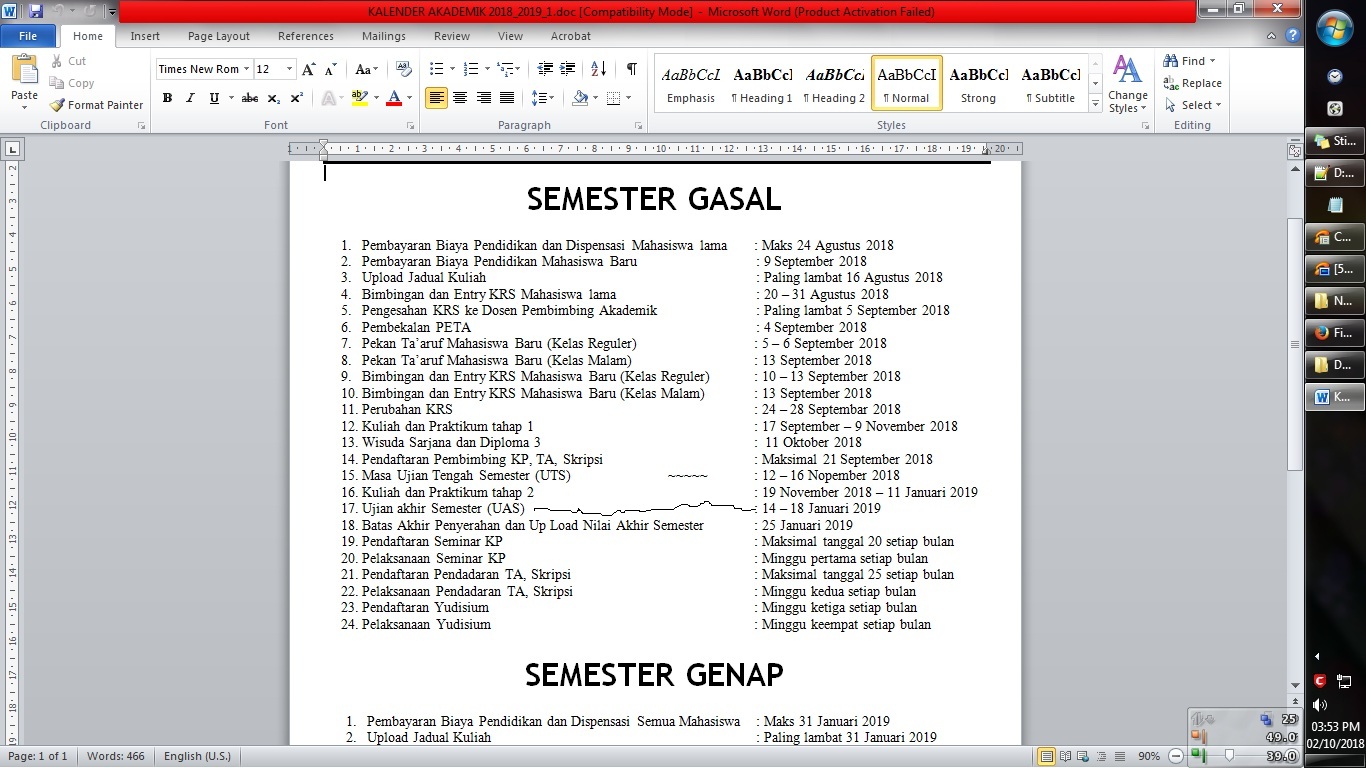 KALENDER AKADEMIK 2018_2019_1.doc [Compatibility Mode] - Microsoft Word (Product Activation Failed)
File Home Insert Page Layout References Mailings Review View Acrobat
Paste
Cut
Copy
Format Painter
Clipboard
Times New Rom 12
Font
Paragraph
AaBbCcI AaBbCcI AaBbCcI AaBbCcI AaBbCcI AaBbCcI
Emphasis ¶ Heading 1 ¶ Heading 2 ¶ Normal Strong ¶ Subtitle
Change Styles
Styles
Find
Replace
Select
Editing
SEMESTER GASAL
1. Pembayaran Biaya Pendidikan dan Dispensasi Mahasiswa lama : Maks 24 Agustus 2018
2. Pembayaran Biaya Pendidikan Mahasiswa Baru : 9 September 2018
3. Upload Jadual Kuliah : Paling lambat 16 Agustus 2018
4. Bimbingan dan Entry KRS Mahasiswa lama : 20 – 31 Agustus 2018
5. Pengesahan KRS ke Dosen Pembimbing Akademik : Paling lambat 5 September 2018
6. Pembekalan PETA : 4 September 2018
7. Pekan Ta’aruf Mahasiswa Baru (Kelas Reguler) : 5 – 6 September 2018
8. Pekan Ta’aruf Mahasiswa Baru (Kelas Malam) : 13 September 2018
9. Bimbingan dan Entry KRS Mahasiswa Baru (Kelas Reguler) : 10 – 13 September 2018
10. Bimbingan dan Entry KRS Mahasiswa Baru (Kelas Malam) : 13 September 2018
11. Perubahan KRS : 24 – 28 Septembar 2018
12. Kuliah dan Praktikum tahap 1 : 17 September – 9 November 2018
13. Wisuda Sarjana dan Diploma 3 : 11 Oktober 2018
14. Pendaftaran Pembimbing KP, TA, Skripsi : Maksimal 21 September 2018
15. Masa Ujian Tengah Semester (UTS) ~~~~~ : 12 – 16 Nopember 2018
16. Kuliah dan Praktikum tahap 2 : 19 November 2018 – 11 Januari 2019
17. Ujian akhir Semester (UAS) : 14 – 18 Januari 2019
18. Batas Akhir Penyerahan dan Up Load Nilai Akhir Semester : 25 Januari 2019
19. Pendaftaran Seminar KP : Maksimal tanggal 20 setiap bulan
20. Pelaksanaan Seminar KP : Minggu pertama setiap bulan
21. Pendaftaran Pendadaran TA, Skripsi : Maksimal tanggal 25 setiap bulan
22. Pelaksanaan Pendadaran TA, Skripsi : Minggu kedua setiap bulan
23. Pendaftaran Yudisium : Minggu ketiga setiap bulan
24. Pelaksanaan Yudisium : Minggu keempat setiap bulan
SEMESTER GENAP
1. Pembayaran Biaya Pendidikan dan Dispensasi Semua Mahasiswa : Maks 31 Januari 2019
2. Upload Jadual Kuliah : Paling lambat 31 Januari 2019
Page: 1 of 1 Words: 466 English (U.S.) 90%
Sti...
D:...
C...
[5...
N...
Fi...
D...
K...
25
49.0
39.0
03:53 PM
02/10/2018